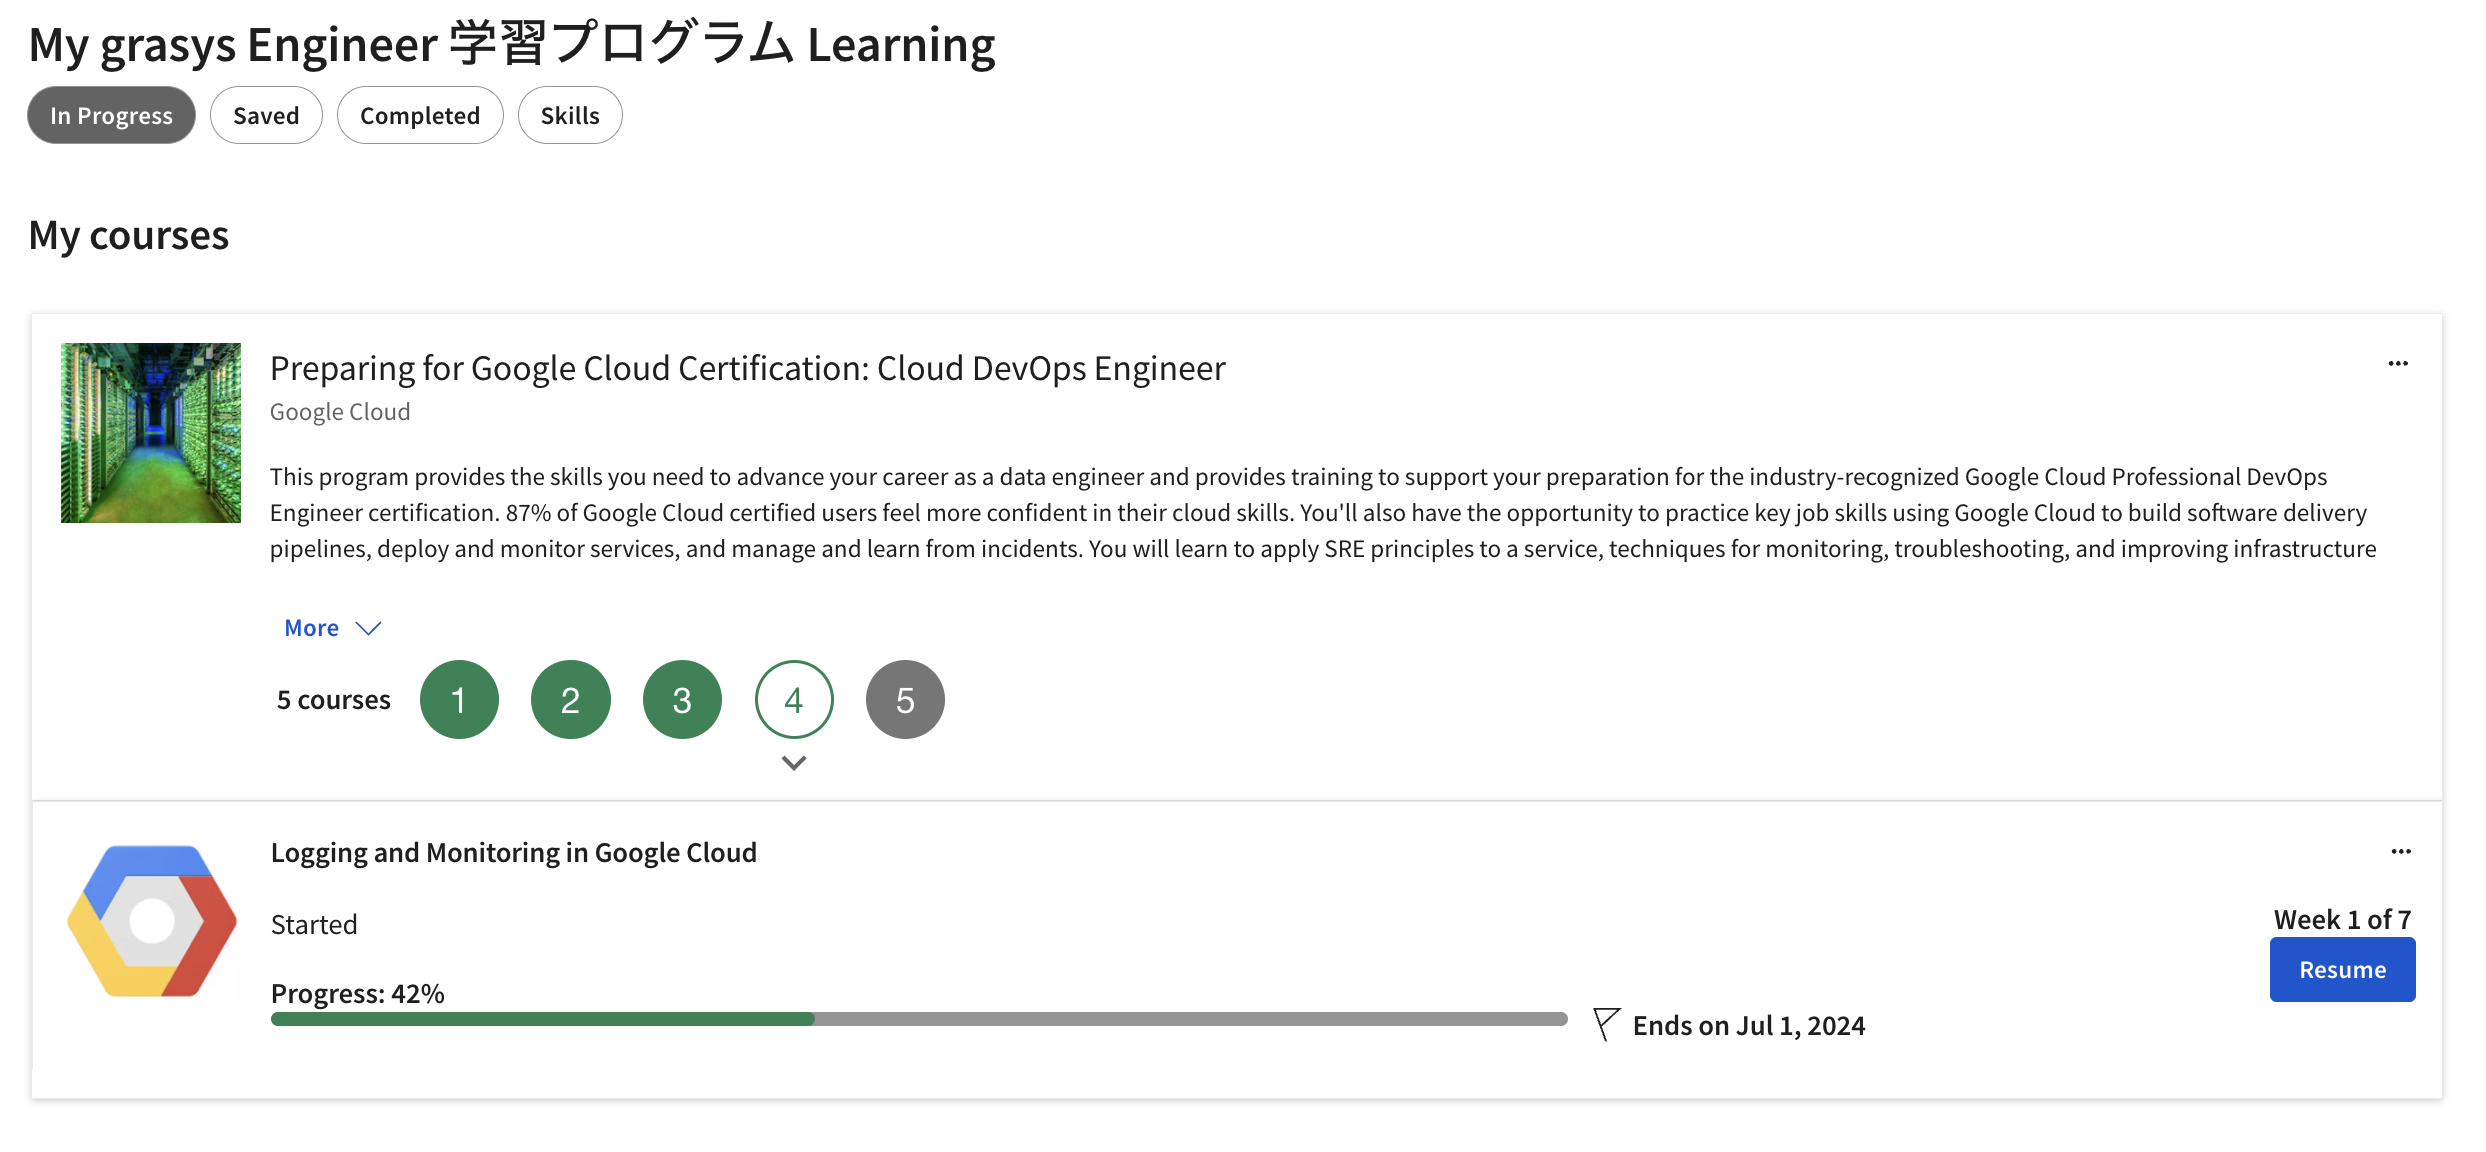 My grasys Engineer 学習プログラム Learning
In Progress Saved Completed Skills
My courses
Preparing for Google Cloud Certification: Cloud DevOps Engineer
Google Cloud
This program provides the skills you need to advance your career as a data engineer and provides training to support your preparation for the industry-recognized Google Cloud Professional DevOps
Engineer certification. 87% of Google Cloud certified users feel more confident in their cloud skills. You'll also have the opportunity to practice key job skills using Google Cloud to build software delivery
pipelines, deploy and monitor services, and manage and learn from incidents. You will learn to apply SRE principles to a service, techniques for monitoring, troubleshooting, and improving infrastructure
More
5 courses 1 2 3 4 5
Logging and Monitoring in Google Cloud
Started
Week 1 of 7
Resume
Progress: 42%
Ends on Jul 1, 2024